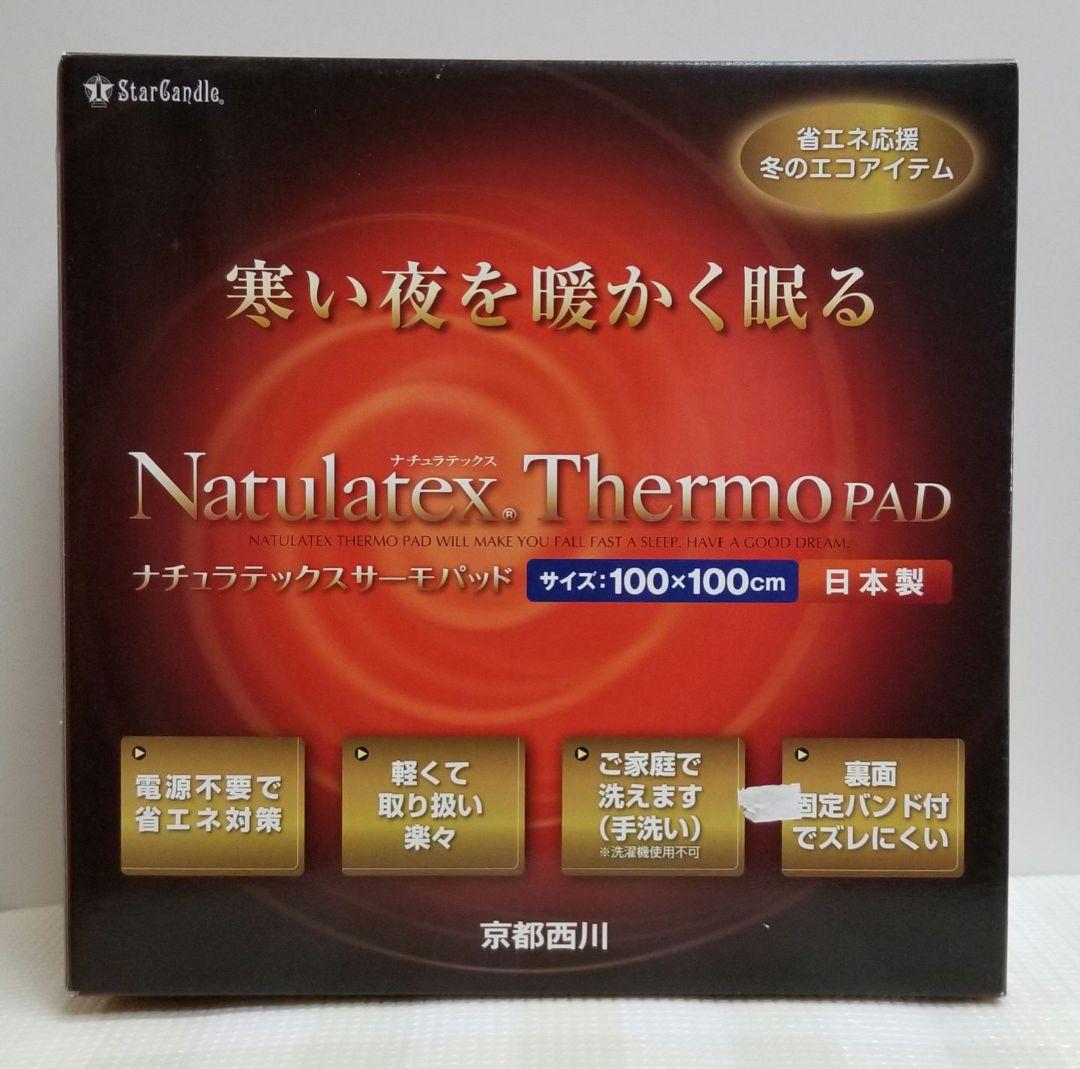 StarCandle®
省エネ応援
冬のエコアイテム
寒い夜を暖かく眠る
ナチュラテックス
Natulatex® Thermo PAD
NATULATEX THERMO PAD WILL MAKE YOU FALL FAST A SLEEP. HAVE A GOOD DREAM.
ナチュラテックスサーモパッド サイズ:100×100cm 日本製
電源不要で
省エネ対策
軽くて
取り扱い
楽々
ご家庭で
洗えます
(手洗い)
※洗濯機使用不可
裏面
固定バンド付
でズレにくい
京都西川